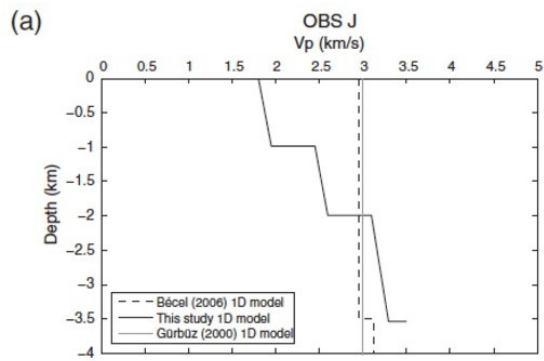 (a)
OBS J
Vp (km/s)
0 0.5 1 1.5 2 2.5 3 3.5 4 4.5 5
0
−0.5
−1
−1.5
−2
−2.5
−3
−3.5
−4
Depth (km)
Bécel (2006) 1D model
This study 1D model
Gürbüz (2000) 1D model